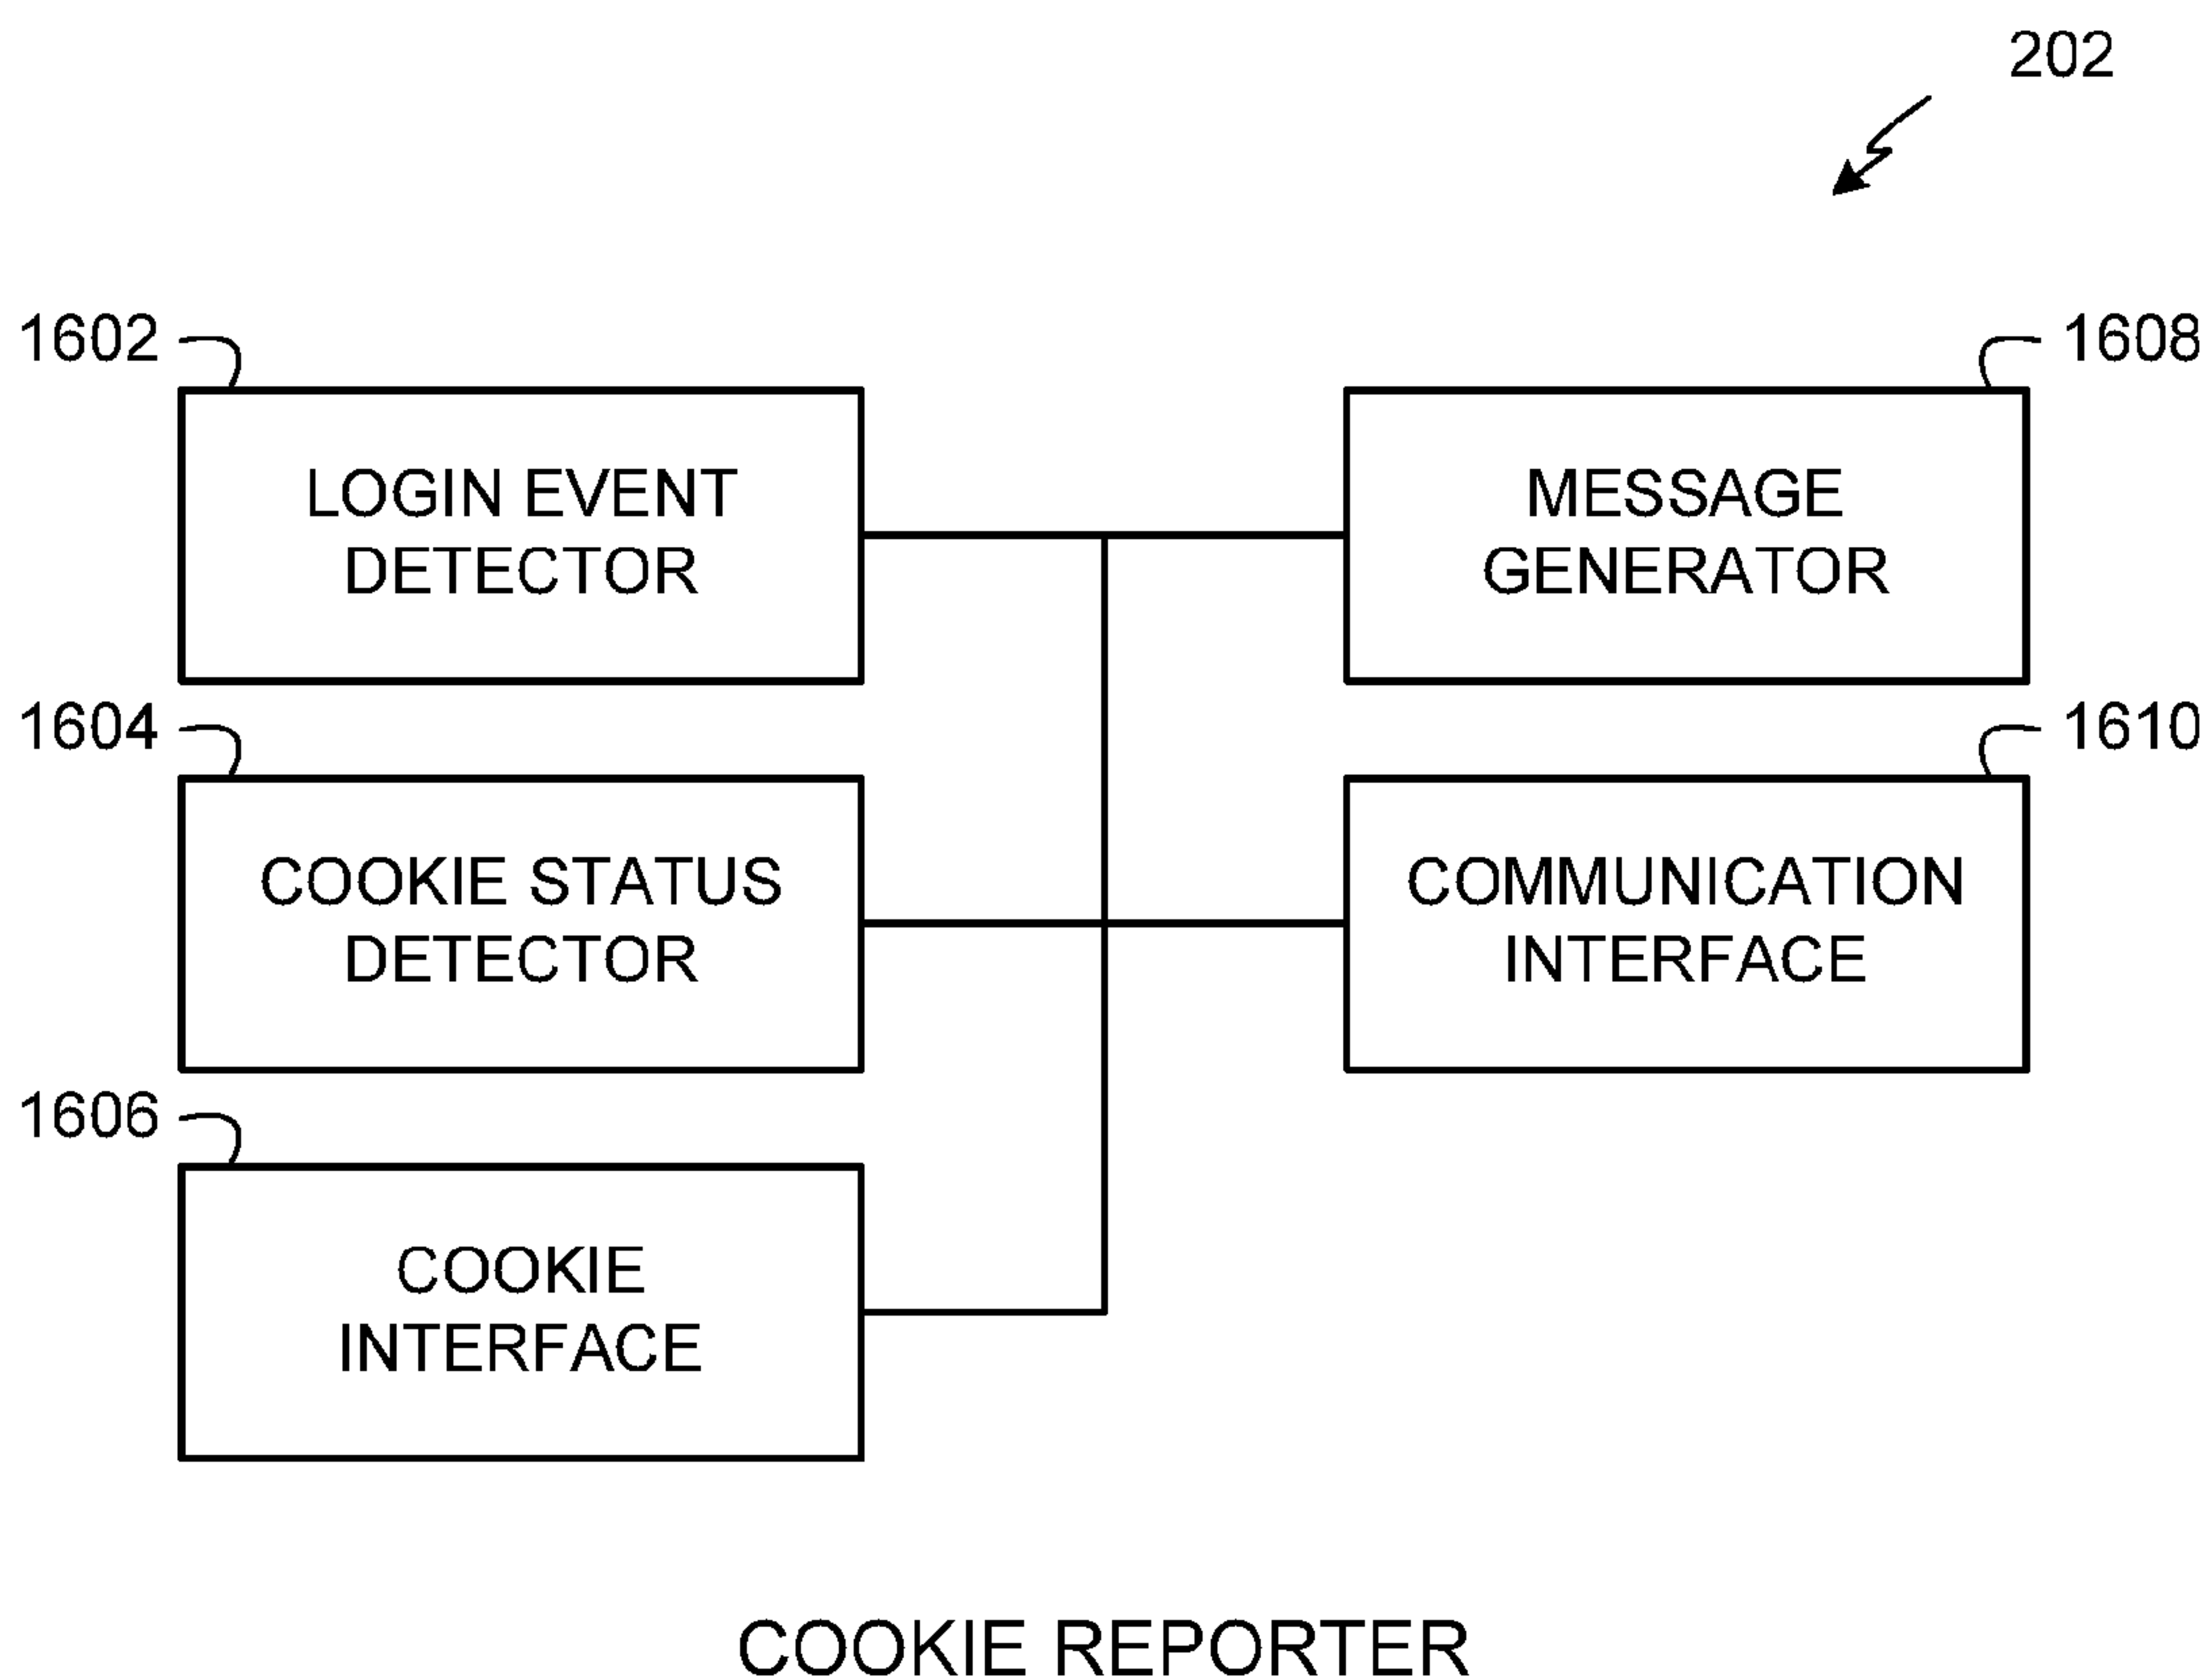 202
1602
1608
LOGIN EVENT
DETECTOR
MESSAGE
GENERATOR
1604
1610
COOKIE STATUS
DETECTOR
COMMUNICATION
INTERFACE
1606
COOKIE
INTERFACE
COOKIE REPORTER